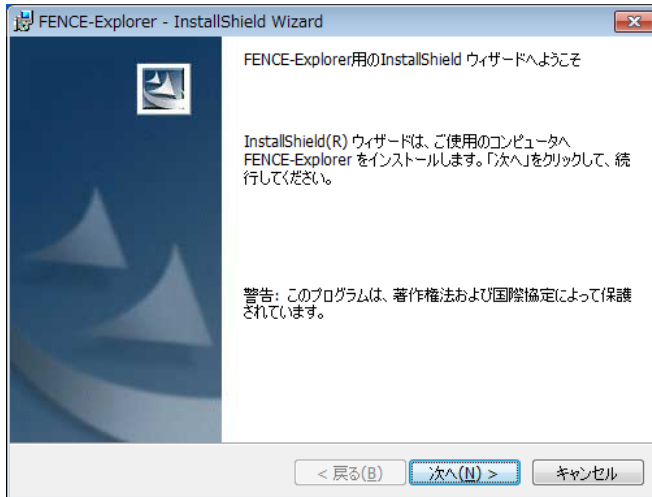 FENCE-Explorer - InstallShield Wizard
FENCE-Explorer用のInstallShield ウィザードへようこそ
InstallShield(R) ウィザードは、ご使用のコンピュータへ
FENCE-Explorer をインストールします。「次へ」をクリックして、続
行してください。
警告: このプログラムは、著作権法および国際協定によって保護
されています。
< 戻る(B)
次へ(N) >
キャンセル